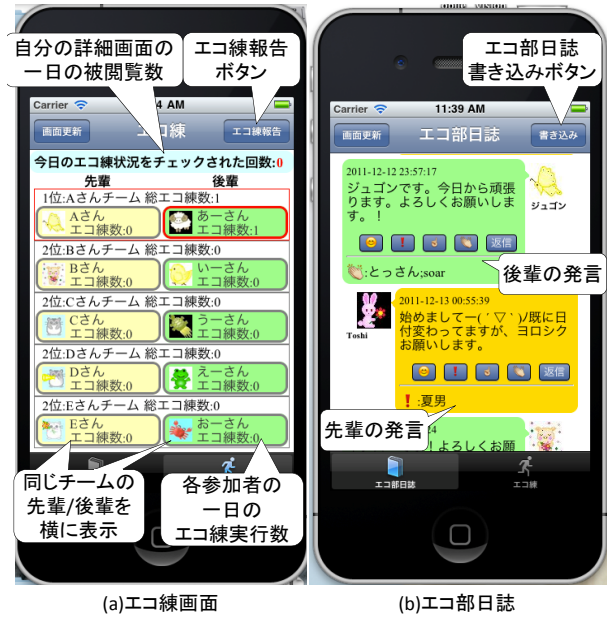 自分の詳細画面の
一日の被閲覧数
エコ練報告
ボタン
Carrier
4 AM
画面更新
エコ練
エコ練報告
今日のエコ練状況をチェックされた回数:0
先輩
後輩
1位:Aさんチーム 総エコ練数:1
Aさん
エコ練数:0
あーさん
エコ練数:1
2位:Bさんチーム 総エコ練数:0
Bさん
エコ練数:0
いーさん
エコ練数:0
2位:Cさんチーム 総エコ練数:0
Cさん
エコ練数:0
うーさん
エコ練数:0
2位:Dさんチーム 総エコ練数:0
Dさん
エコ練数:0
えーさん
エコ練数:0
2位:Eさんチーム 総エコ練数:0
Eさん
エコ練数:0
おーさん
エコ練数:0
同じチームの
先輩/後輩を
横に表示
各参加者の
一日の
エコ練実行数
(a)エコ練画面
エコ部日誌
書き込みボタン
Carrier
11:39 AM
画面更新
エコ部日誌
書き込み
2011-12-12 23:57:17
ジュゴンです。今日から頑張
ります。よろしくお願いしま
す。！
返信
:とっさん;soar
ジュゴン
後輩の発言
2011-12-13 00:55:39
始めまして一( ´ ▽ ` )ﾉ既に日
付変わってますが、ヨロシク
お願いします。
Toshi
返信
:夏男
先輩の発言
24
！よろしくお願
エコ部日誌
エコ練
(b)エコ部日誌